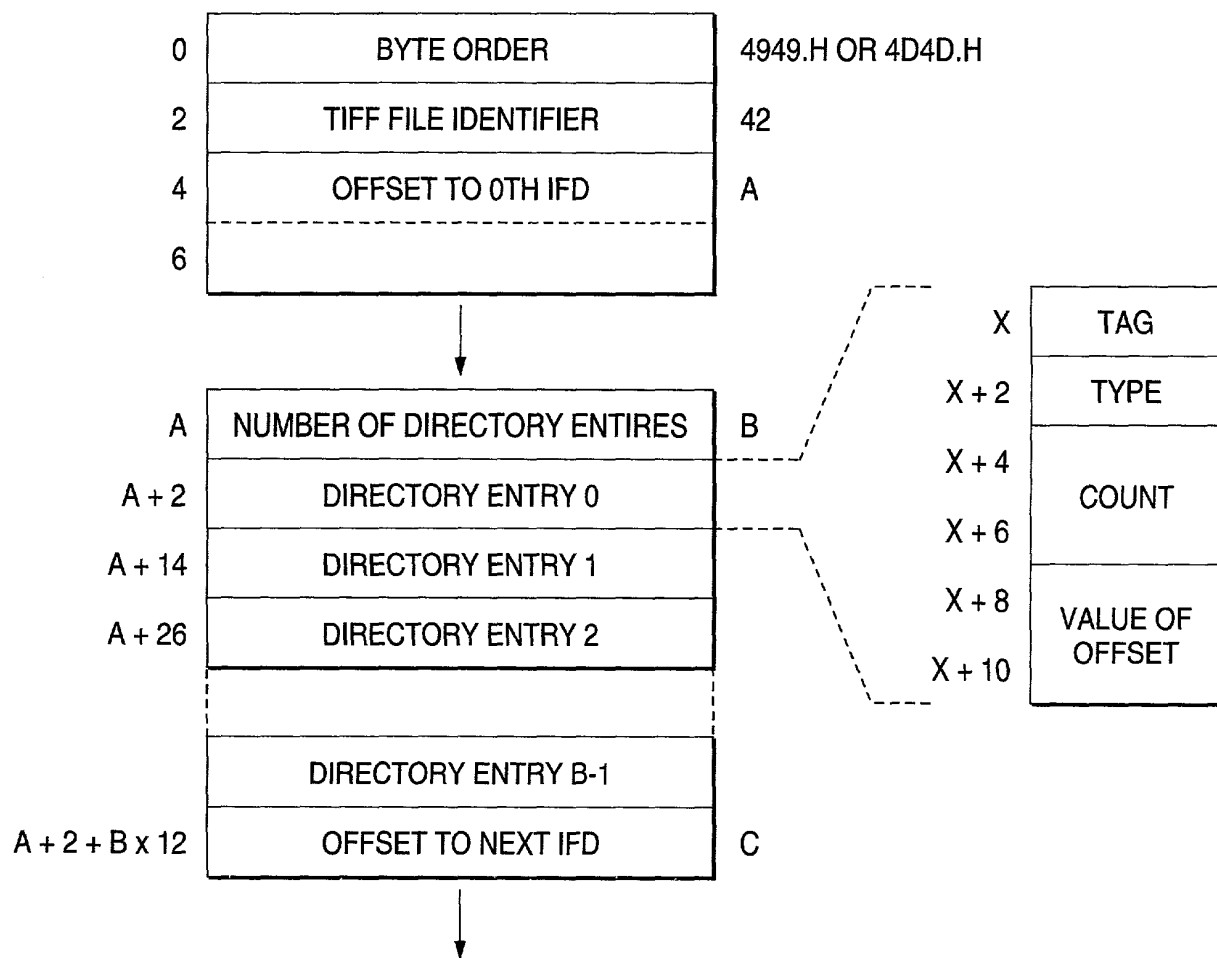 0 BYTE ORDER 4949.H OR 4D4D.H
2 TIFF FILE IDENTIFIER 42
4 OFFSET TO 0TH IFD A
6
A NUMBER OF DIRECTORY ENTIRES B
A + 2 DIRECTORY ENTRY 0
A + 14 DIRECTORY ENTRY 1
A + 26 DIRECTORY ENTRY 2
DIRECTORY ENTRY B-1
A + 2 + B x 12 OFFSET TO NEXT IFD C
X TAG
X + 2 TYPE
X + 4
COUNT
X + 6
X + 8
VALUE OF
OFFSET
X + 10